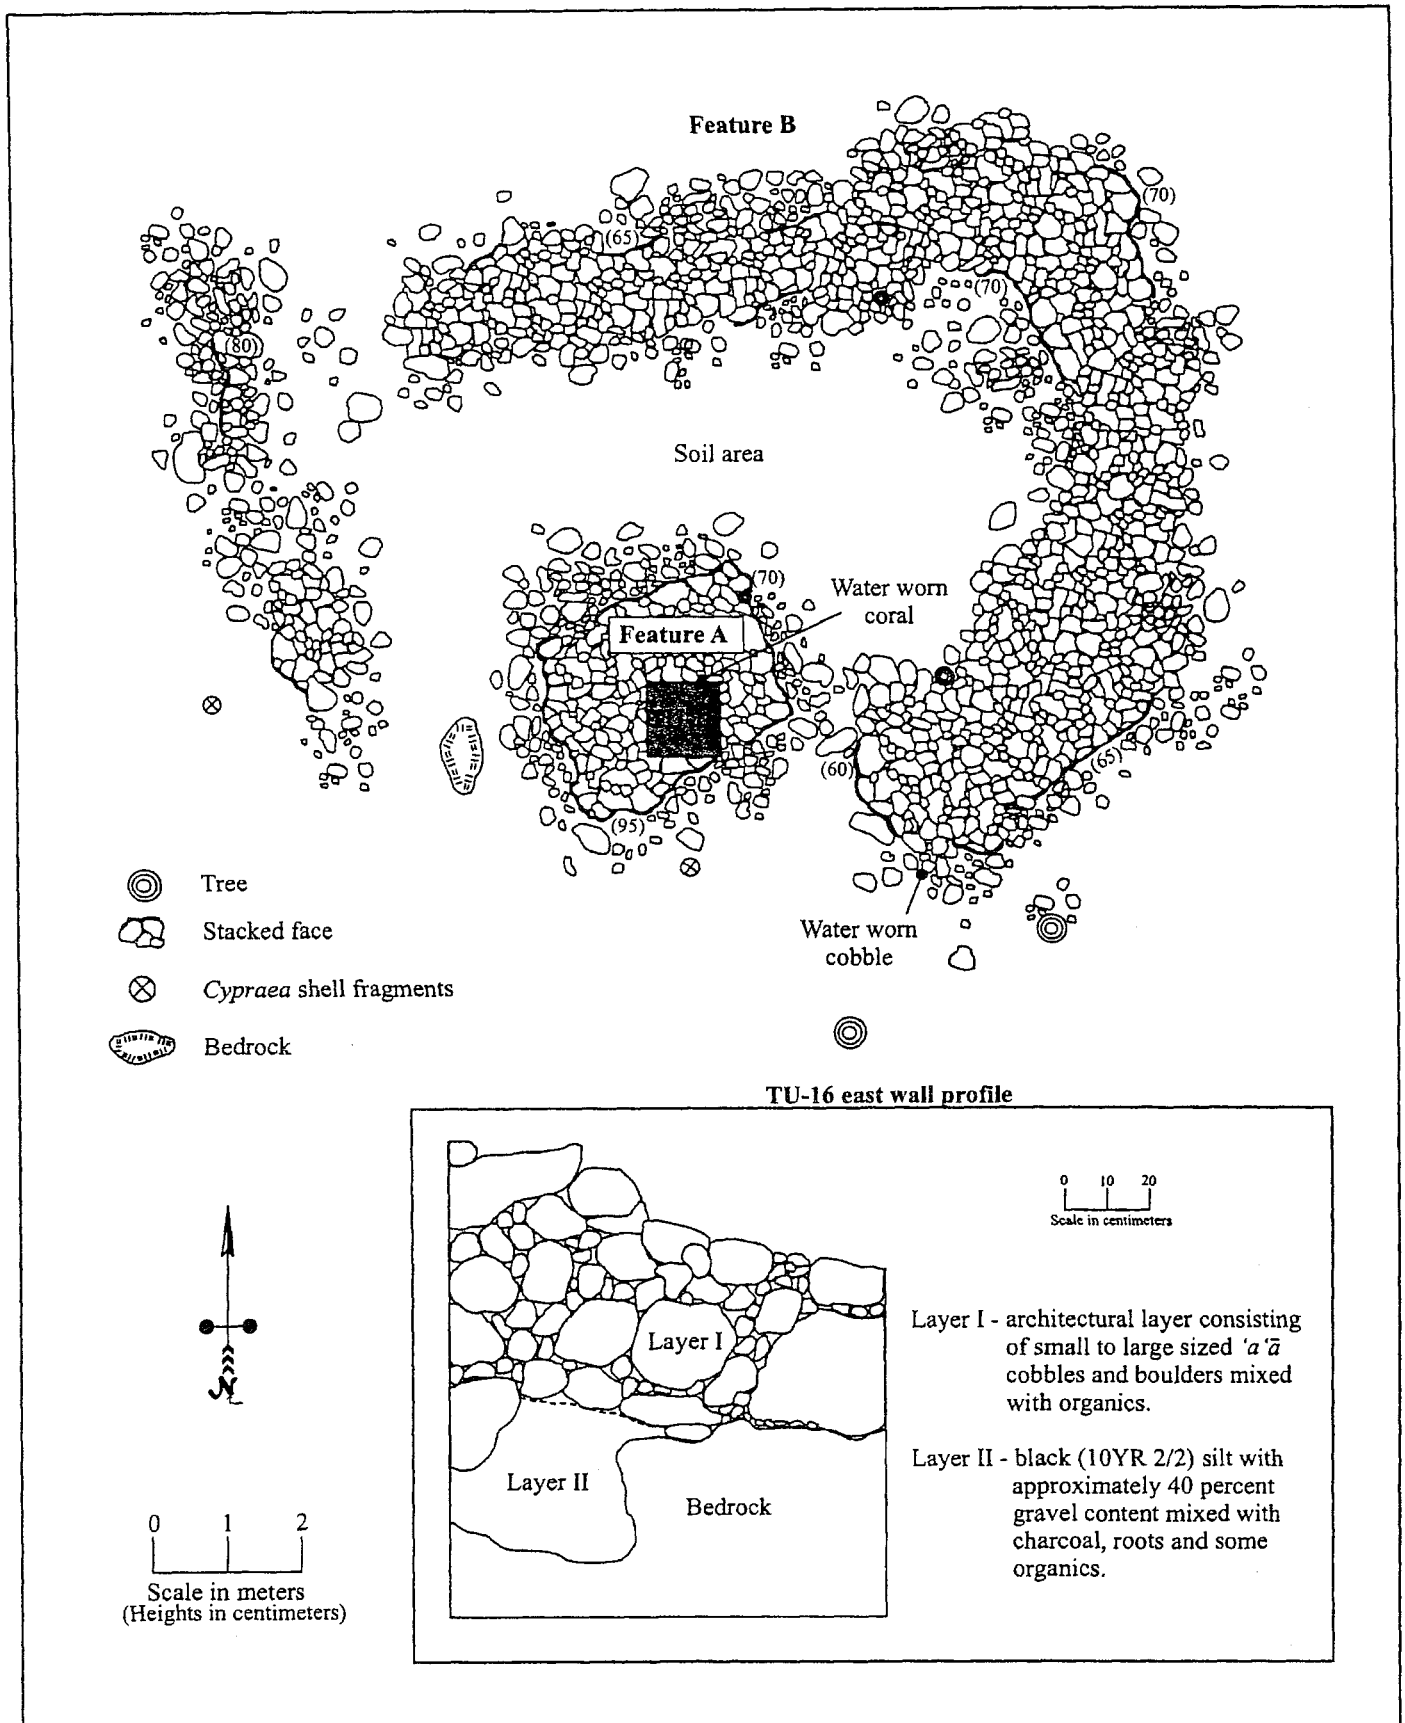 Feature B
(70)
(65)
(70)
(80)
Soil area
(70)
Water worn
coral
Feature A
(60)
(65)
(95)
Tree
Stacked face
Water worn
cobble
Cypraea shell fragments
Bedrock
TU-16 east wall profile
0 10 20
Scale in centimeters
Layer I
Layer I - architectural layer consisting
of small to large sized ‘a‘ā
cobbles and boulders mixed
with organics.
N
Layer II
Bedrock
Layer II - black (10YR 2/2) silt with
approximately 40 percent
gravel content mixed with
charcoal, roots and some
organics.
0 1 2
Scale in meters
(Heights in centimeters)